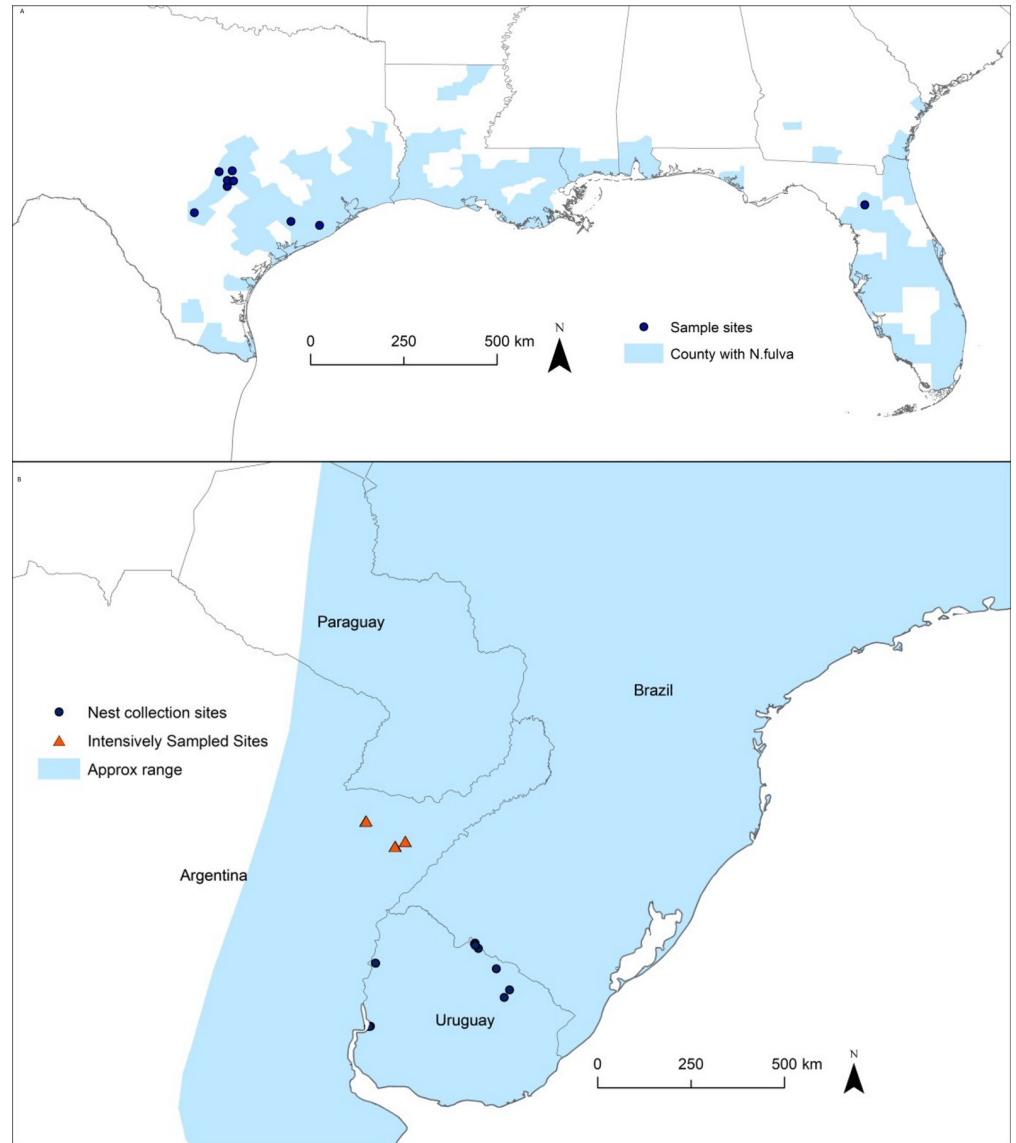 A
N
0 250 500 km
Sample sites
County with N.fulva
B
Paraguay
Brazil
Nest collection sites
Intensively Sampled Sites
Approx range
Argentina
Uruguay
N
0 250 500 km